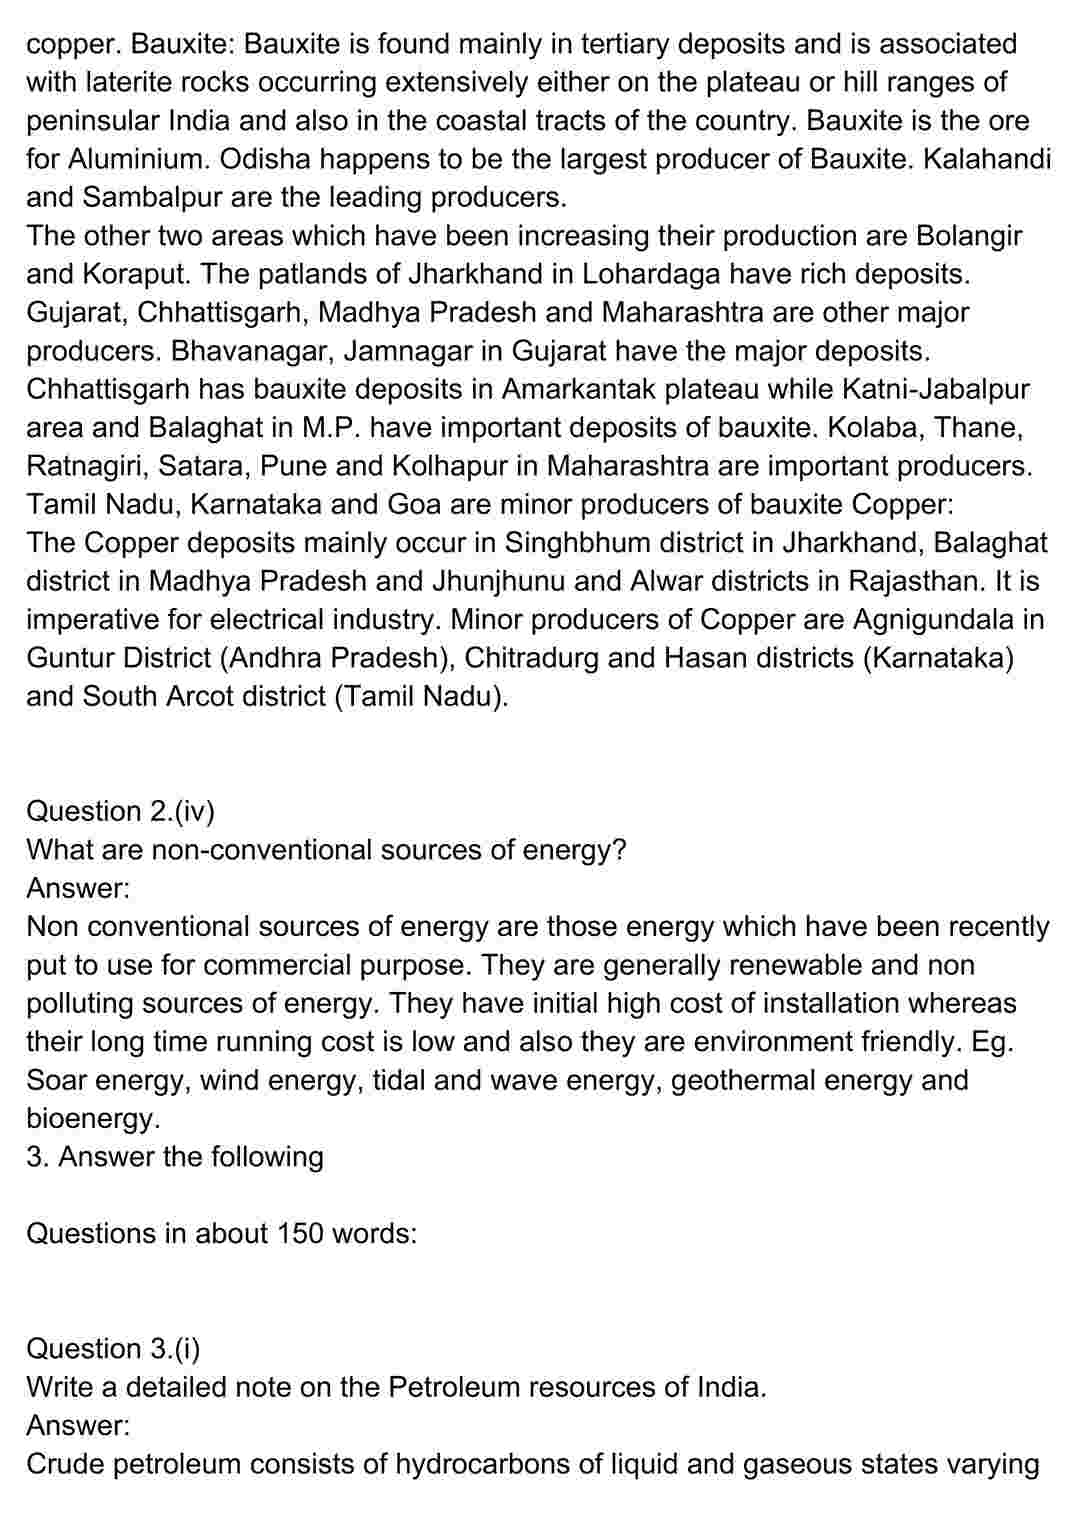 copper. Bauxite: Bauxite is found mainly in tertiary deposits and is associated
with laterite rocks occurring extensively either on the plateau or hill ranges of
peninsular India and also in the coastal tracts of the country. Bauxite is the ore
for Aluminium. Odisha happens to be the largest producer of Bauxite. Kalahandi
and Sambalpur are the leading producers.
The other two areas which have been increasing their production are Bolangir
and Koraput. The patlands of Jharkhand in Lohardaga have rich deposits.
Gujarat, Chhattisgarh, Madhya Pradesh and Maharashtra are other major
producers. Bhavanagar, Jamnagar in Gujarat have the major deposits.
Chhattisgarh has bauxite deposits in Amarkantak plateau while Katni-Jabalpur
area and Balaghat in M.P. have important deposits of bauxite. Kolaba, Thane,
Ratnagiri, Satara, Pune and Kolhapur in Maharashtra are important producers.
Tamil Nadu, Karnataka and Goa are minor producers of bauxite Copper:
The Copper deposits mainly occur in Singhbhum district in Jharkhand, Balaghat
district in Madhya Pradesh and Jhunjhunu and Alwar districts in Rajasthan. It is
imperative for electrical industry. Minor producers of Copper are Agnigundala in
Guntur District (Andhra Pradesh), Chitradurg and Hasan districts (Karnataka)
and South Arcot district (Tamil Nadu).
Question 2.(iv)
What are non-conventional sources of energy?
Answer:
Non conventional sources of energy are those energy which have been recently
put to use for commercial purpose. They are generally renewable and non
polluting sources of energy. They have initial high cost of installation whereas
their long time running cost is low and also they are environment friendly. Eg.
Soar energy, wind energy, tidal and wave energy, geothermal energy and
bioenergy.
3. Answer the following
Questions in about 150 words:
Question 3.(i)
Write a detailed note on the Petroleum resources of India.
Answer:
Crude petroleum consists of hydrocarbons of liquid and gaseous states varying